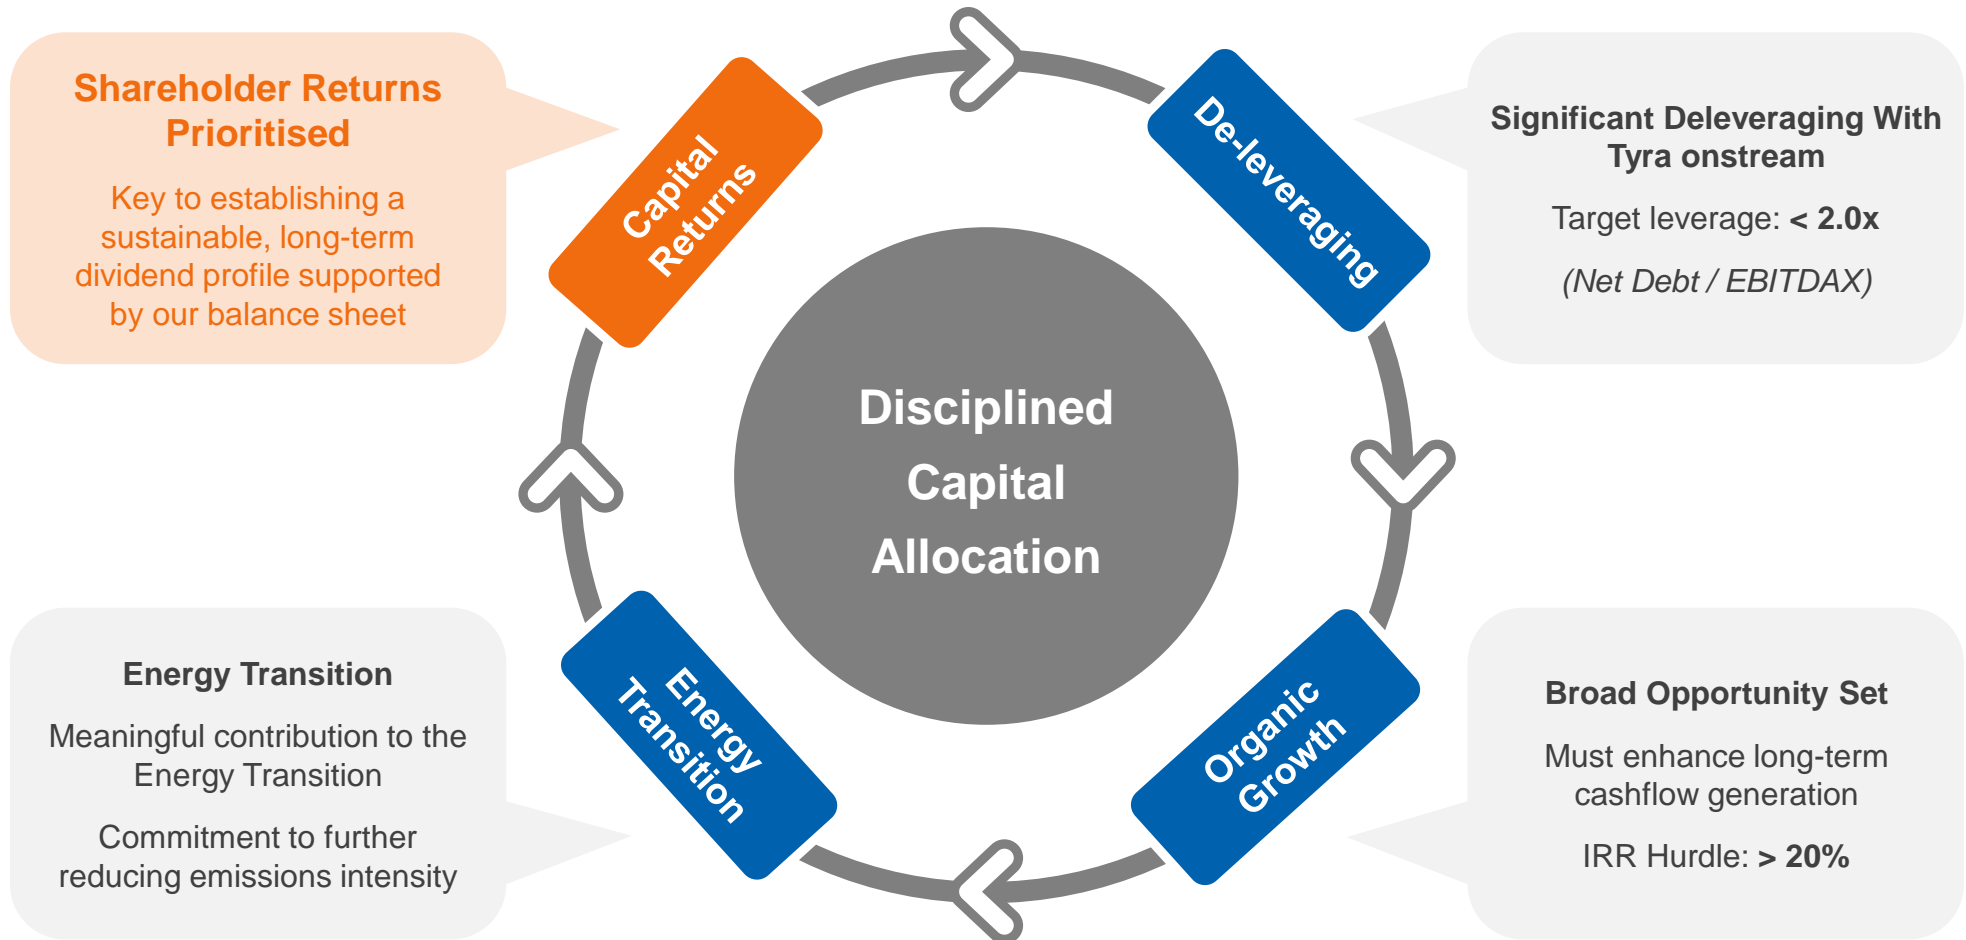 Shareholder Returns
Prioritised
Key to establishing a
sustainable, long-term
dividend profile supported
by our balance sheet
Capital
Returns
De-leveraging
Significant Deleveraging With
Tyra onstream
Target leverage: < 2.0x
(Net Debt / EBITDAX)
Disciplined
Capital
Allocation
Energy Transition
Meaningful contribution to the
Energy Transition
Commitment to further
reducing emissions intensity
Energy
Transition
Organic
Growth
Broad Opportunity Set
Must enhance long-term
cashflow generation
IRR Hurdle: > 20%